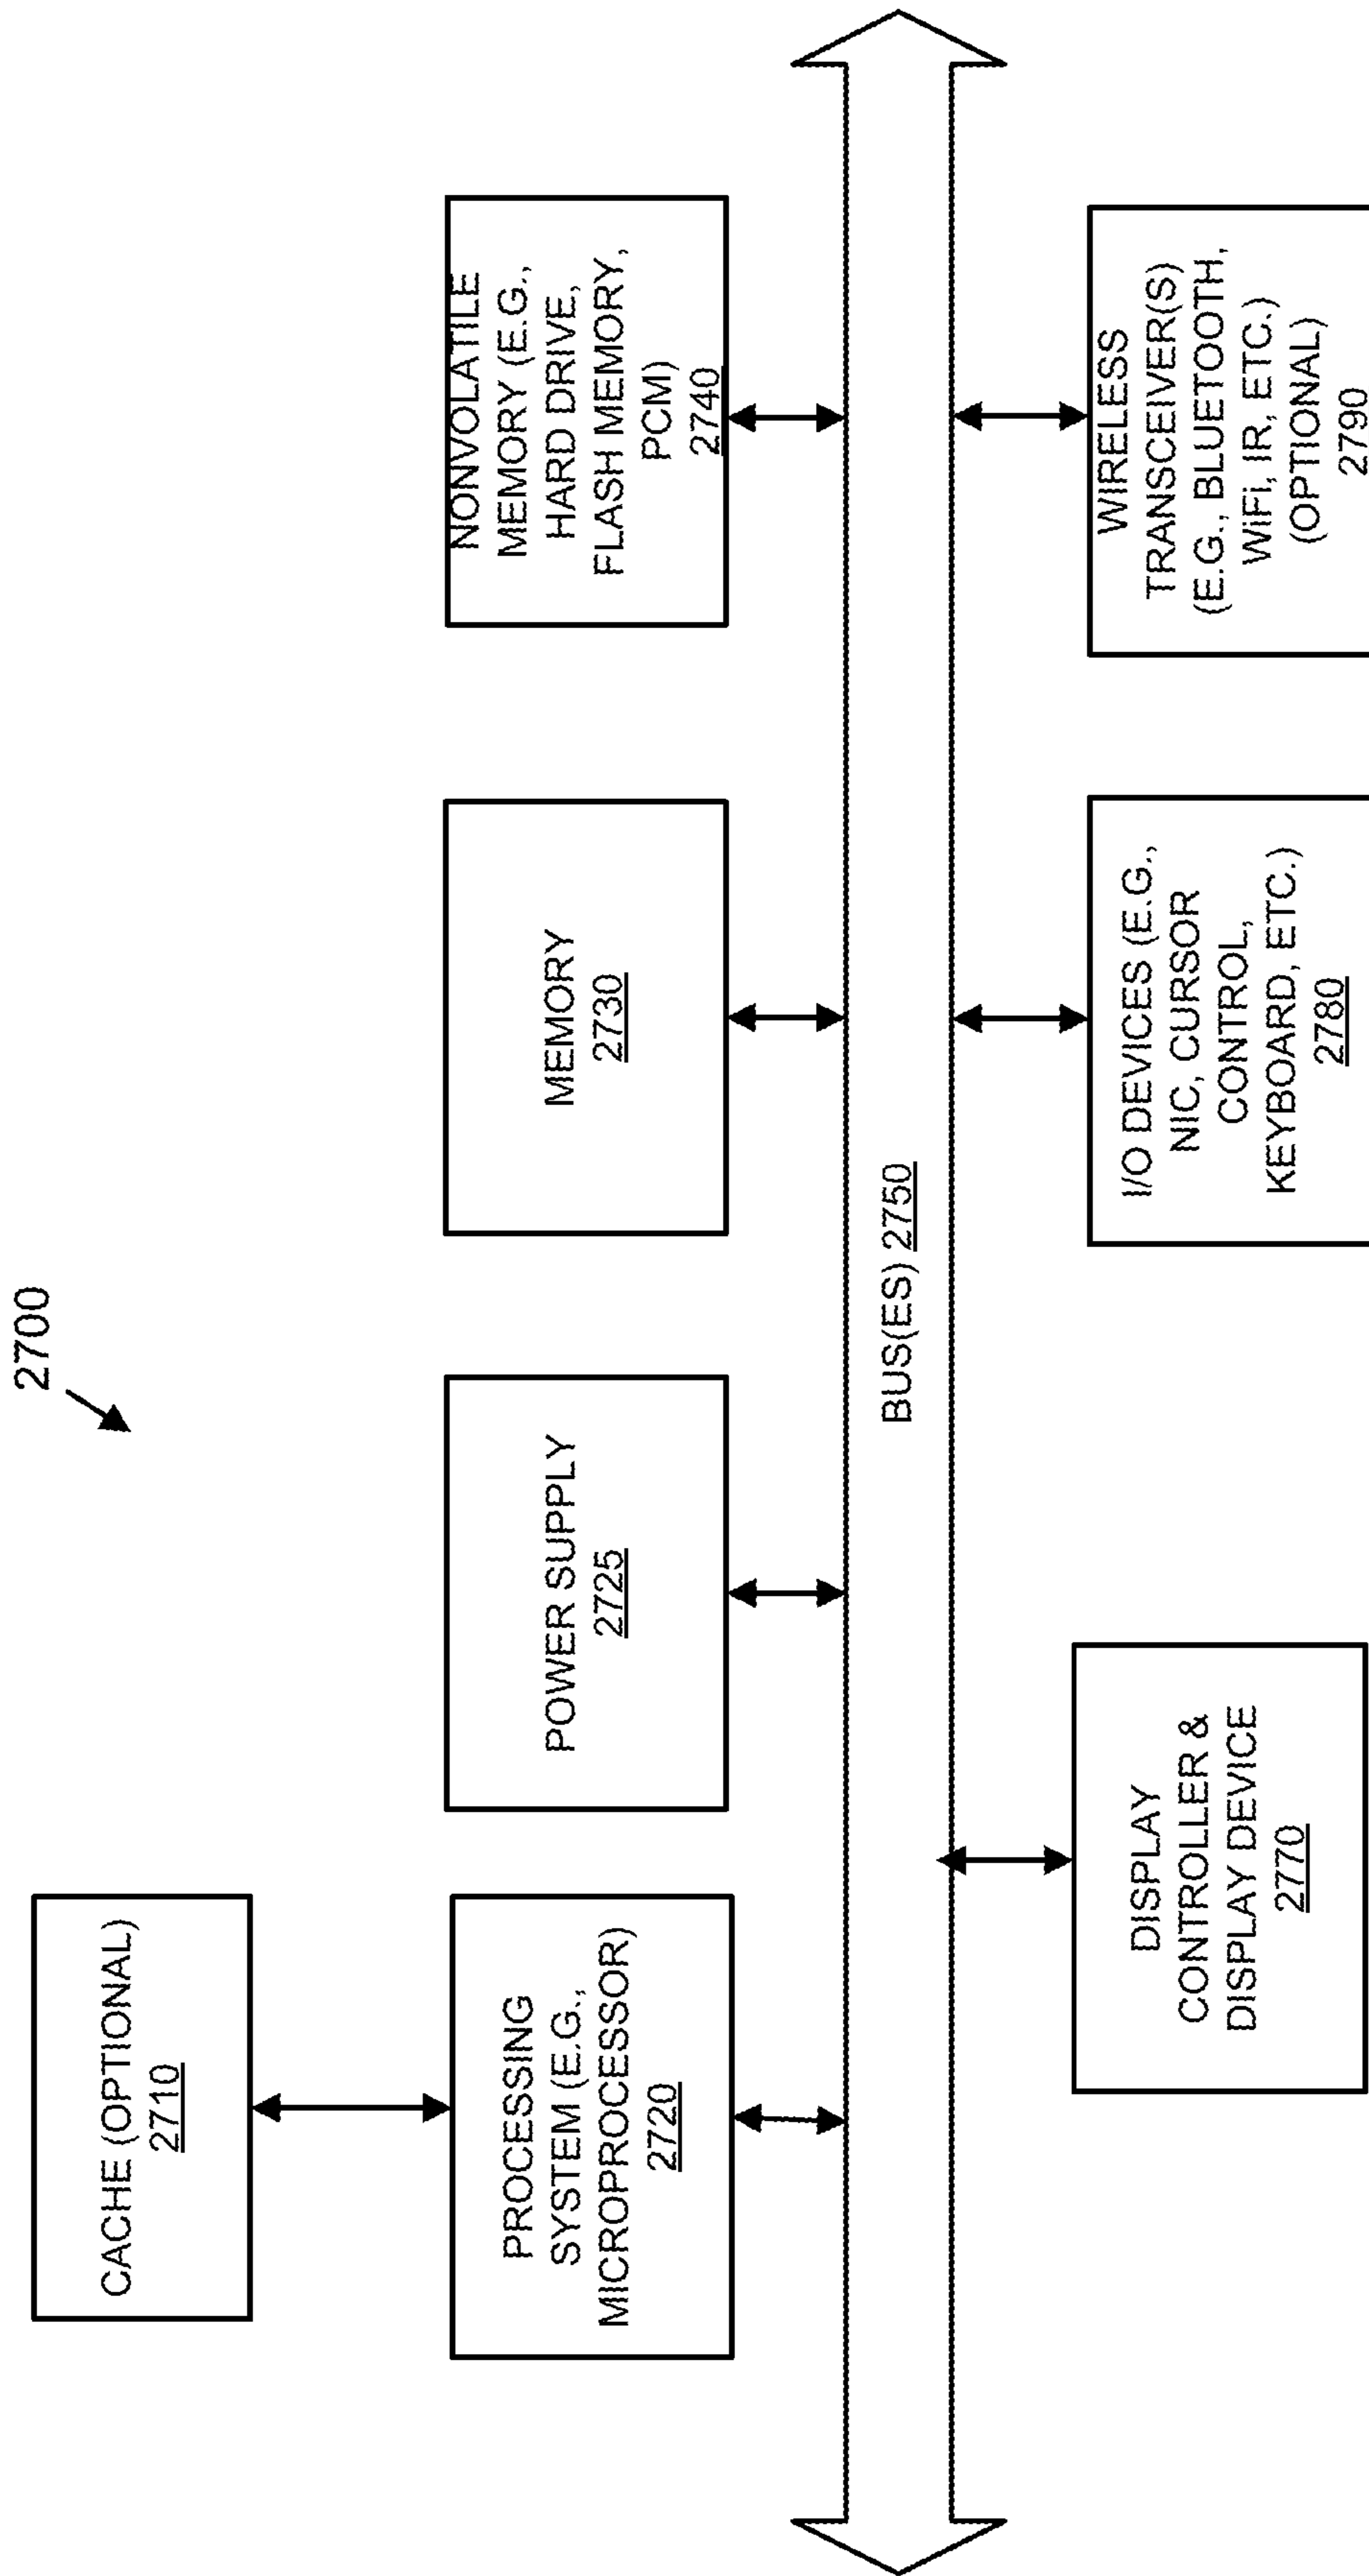 2700
CACHE (OPTIONAL)
2710
PROCESSING
SYSTEM (E.G.,
MICROPROCESSOR)
2720
POWER SUPPLY
2725
MEMORY
2730
NONVOLATILE
MEMORY (E.G.,
HARD DRIVE,
FLASH MEMORY,
PCM)
2740
BUS(ES) 2750
DISPLAY
CONTROLLER &
DISPLAY DEVICE
2770
I/O DEVICES (E.G.,
NIC, CURSOR
CONTROL,
KEYBOARD, ETC.)
2780
WIRELESS
TRANSCEIVER(S)
(E.G., BLUETOOTH,
WiFi, IR, ETC.)
(OPTIONAL)
2790